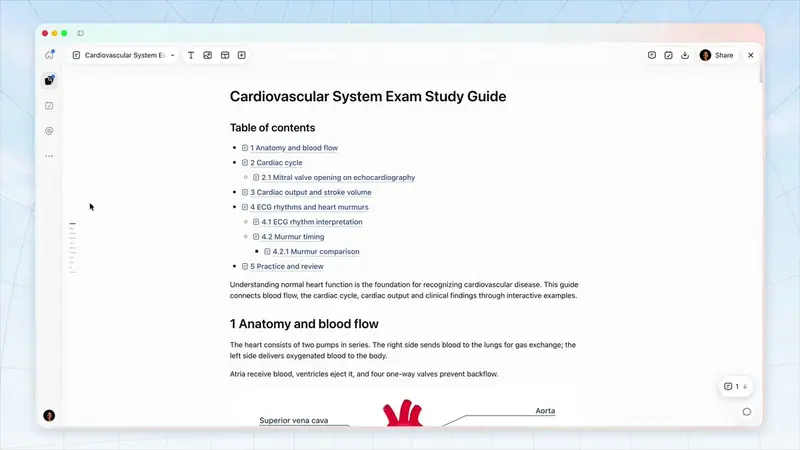 Cardiovascular System Ex
Share
Cardiovascular System Exam Study Guide
Table of contents
1 Anatomy and blood flow
2 Cardiac cycle
2.1 Mitral valve opening on echocardiography
3 Cardiac output and stroke volume
4 ECG rhythms and heart murmurs
4.1 ECG rhythm interpretation
4.2 Murmur timing
4.2.1 Murmur comparison
5 Practice and review
Understanding normal heart function is the foundation for recognizing cardiovascular disease. This guide
connects blood flow, the cardiac cycle, cardiac output and clinical findings through interactive examples.
1 Anatomy and blood flow
The heart consists of two pumps in series. The right side sends blood to the lungs for gas exchange; the
left side delivers oxygenated blood to the body.
Atria receive blood, ventricles eject it, and four one-way valves prevent backflow.
1
Aorta
Superior vena cava